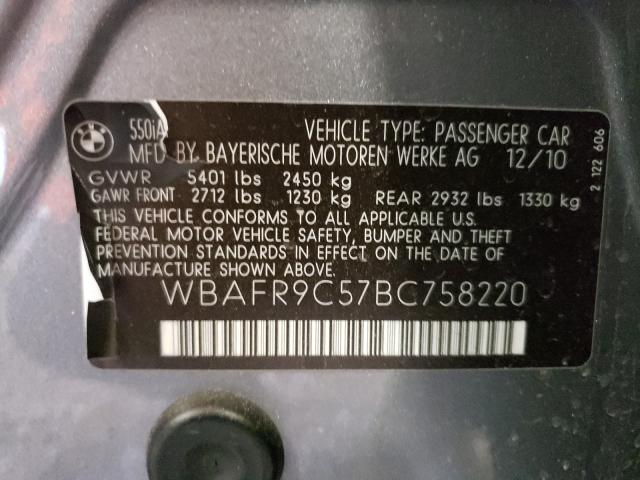 BMW
550iA
VEHICLE TYPE: PASSENGER CAR
MFD BY: BAYERISCHE MOTOREN WERKE AG 12/10
GVWR 5401 lbs 2450 kg
GAWR FRONT 2712 lbs 1230 kg REAR 2932 lbs 1330 kg
THIS VEHICLE CONFORMS TO ALL APPLICABLE U.S.
FEDERAL MOTOR VEHICLE SAFETY, BUMPER AND THEFT
PREVENTION STANDARDS IN EFFECT ON THE DATE OF
MANUFACTURE SHOWN ABOVE.
WBAFR9C57BC758220
2 122 606